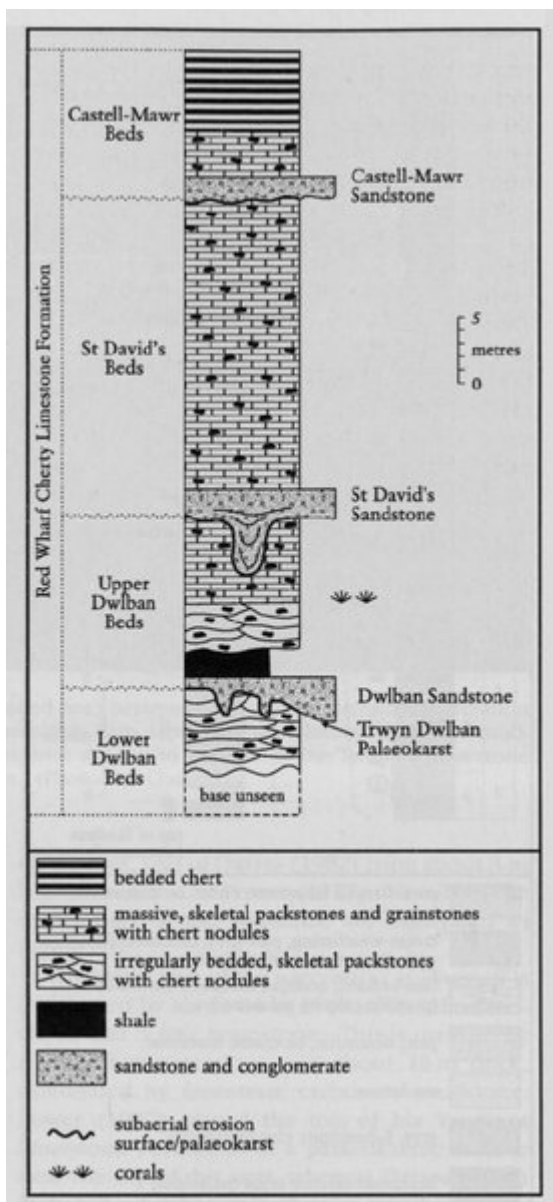 Castell-Mawr
Beds
Castell-Mawr
Sandstone
Red Wharf Cherty Limestone Formation
St David's
Beds
5
metres
0
St David's
Sandstone
Upper
Dwlban
Beds
Dwlban Sandstone
Trwyn Dwlban
Palaeokarst
Lower
Dwlban
Beds
base unseen
bedded chert
massive, skeletal packstones and grainstones
with chert nodules
irregularly bedded, skeletal packstones
with chert nodules
shale
sandstone and conglomerate
subaerial erosion
surface/palaeokarst
corals